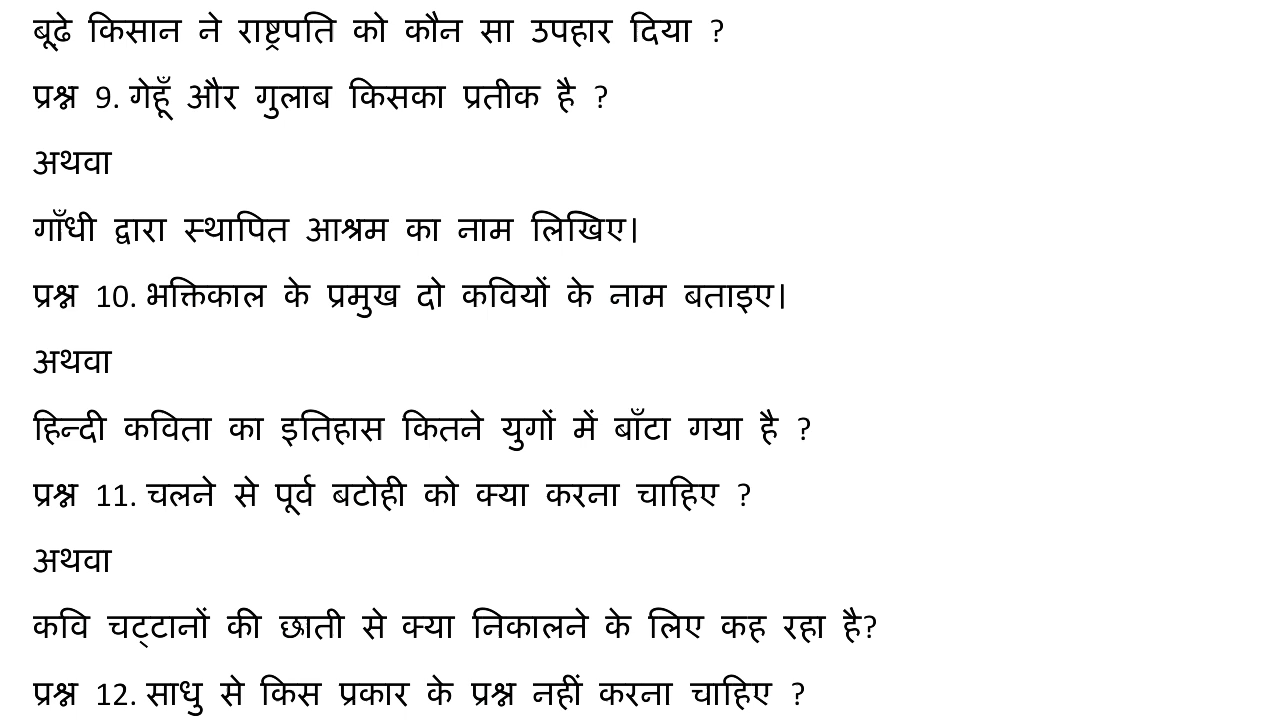 बूढे किसान ने राष्ट्रपति को कौन सा उपहार दिया ?
प्रश्न 9. गेहूँ और गुलाब किसका प्रतीक है ?
अथवा
गाँधी द्वारा स्थापित आश्रम का नाम लिखिए।
प्रश्न 10. भक्तिकाल के प्रमुख दो कवियों के नाम बताइए।
अथवा
हिन्दी कविता का इतिहास कितने युगों में बाँटा गया है ?
प्रश्न 11. चलने से पूर्व बटोही को क्या करना चाहिए ?
अथवा
कवि चट्टानों की छाती से क्या निकालने के लिए कह रहा है?
प्रश्न 12. साधु से किस प्रकार के प्रश्न नहीं करना चाहिए ?